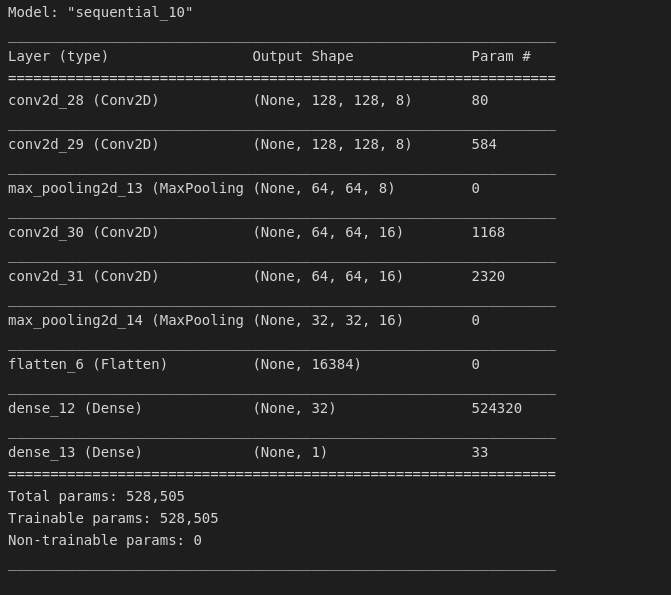 Model: "sequential_10"
_________________________________________________________________
Layer (type)                 Output Shape              Param #
=================================================================
conv2d_28 (Conv2D)           (None, 128, 128, 8)       80
_________________________________________________________________
conv2d_29 (Conv2D)           (None, 128, 128, 8)       584
_________________________________________________________________
max_pooling2d_13 (MaxPooling (None, 64, 64, 8)         0
_________________________________________________________________
conv2d_30 (Conv2D)           (None, 64, 64, 16)        1168
_________________________________________________________________
conv2d_31 (Conv2D)           (None, 64, 64, 16)        2320
_________________________________________________________________
max_pooling2d_14 (MaxPooling (None, 32, 32, 16)        0
_________________________________________________________________
flatten_6 (Flatten)          (None, 16384)             0
_________________________________________________________________
dense_12 (Dense)             (None, 32)                524320
_________________________________________________________________
dense_13 (Dense)             (None, 1)                 33
=================================================================
Total params: 528,505
Trainable params: 528,505
Non-trainable params: 0
_________________________________________________________________